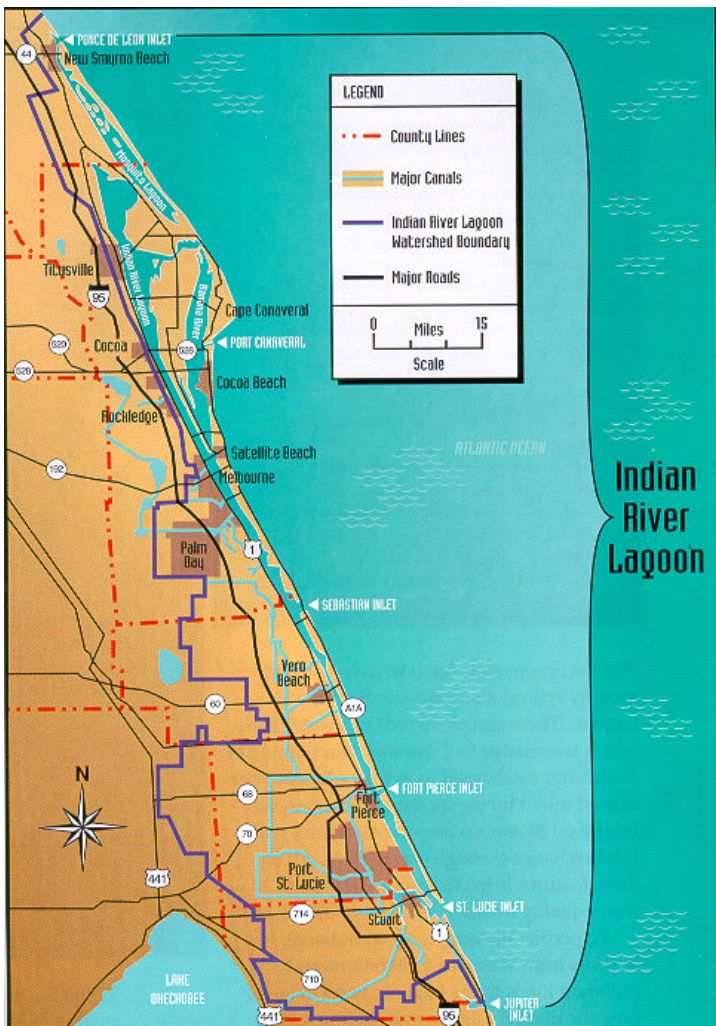 PONCE DE LEON INLET
44
New Smyrna Beach
LEGEND
County Lines
Major Canals
Indian River Lagoon
Watershed Boundary
Major Roads
0 Miles 15
Scale
Mosquito Lagoon
Titusville
Indian River Lagoon
Banana River
95
Cape Canaveral
520
Cocoa
528
PORT CANAVERAL
528
Cocoa Beach
Rockledge
ATLANTIC OCEAN
Satellite Beach
192
Melbourne
Indian
River
Lagoon
1
Palm
Bay
SEBASTIAN INLET
Vero
Beach
60
A1A
N
FORT PIERCE INLET
68
Fort
Pierce
70
Port
St. Lucie
441
714
Stuart
ST. LUCIE INLET
1
LAKE
OKECHOBEE
710
JUPITER
INLET
441
95